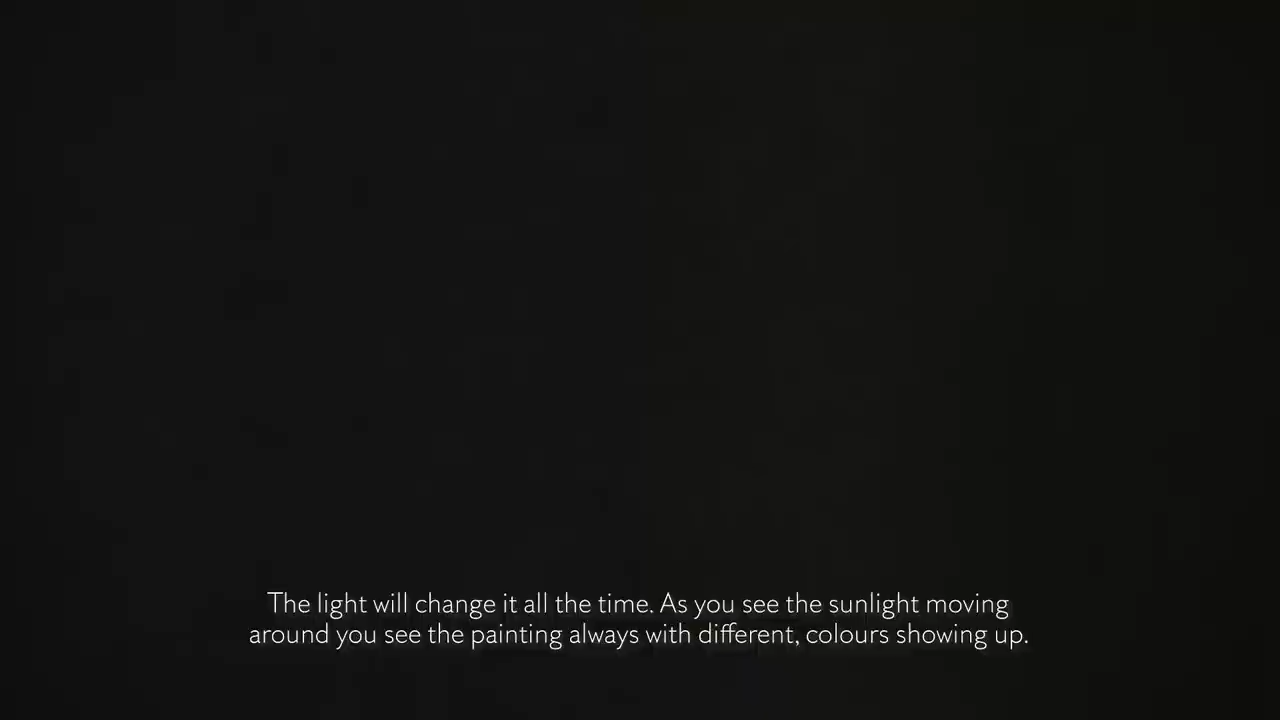 The light will change it all the time. As you see the sunlight moving
around you see the painting always with different, colours showing up.